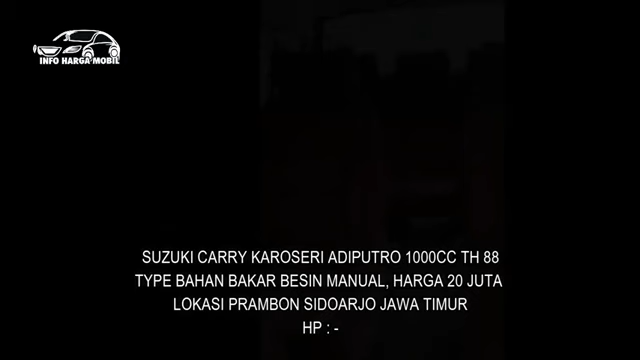 INFO HARGA MOBIL
SUZUKI CARRY KAROSERI ADIPUTRO 1000CC TH 88
TYPE BAHAN BAKAR BESIN MANUAL, HARGA 20 JUTA
LOKASI PRAMBON SIDOARJO JAWA TIMUR
HP : -